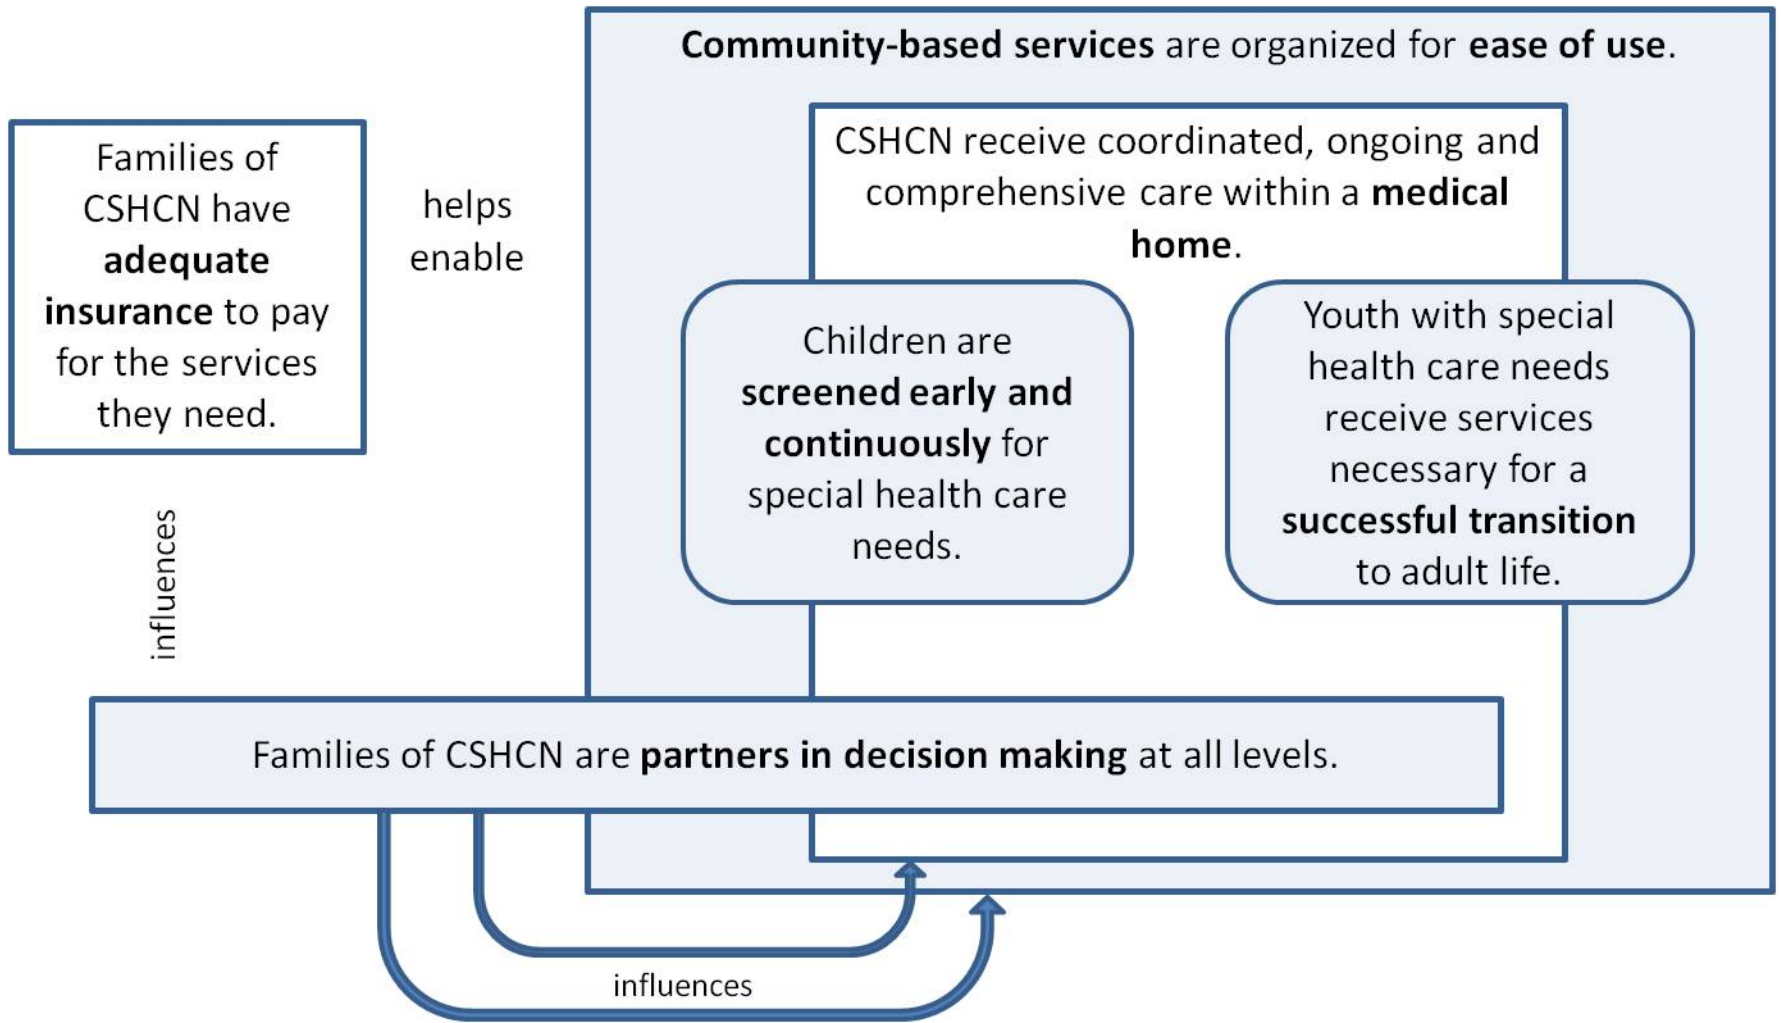 Community-based services are organized for ease of use.
Families of
CSHCN have
adequate
insurance to pay
for the services
they need.
helps
enable
CSHCN receive coordinated, ongoing and
comprehensive care within a medical
home.
Children are
screened early and
continuously for
special health care
needs.
Youth with special
health care needs
receive services
necessary for a
successful transition
to adult life.
influences
Families of CSHCN are partners in decision making at all levels.
influences